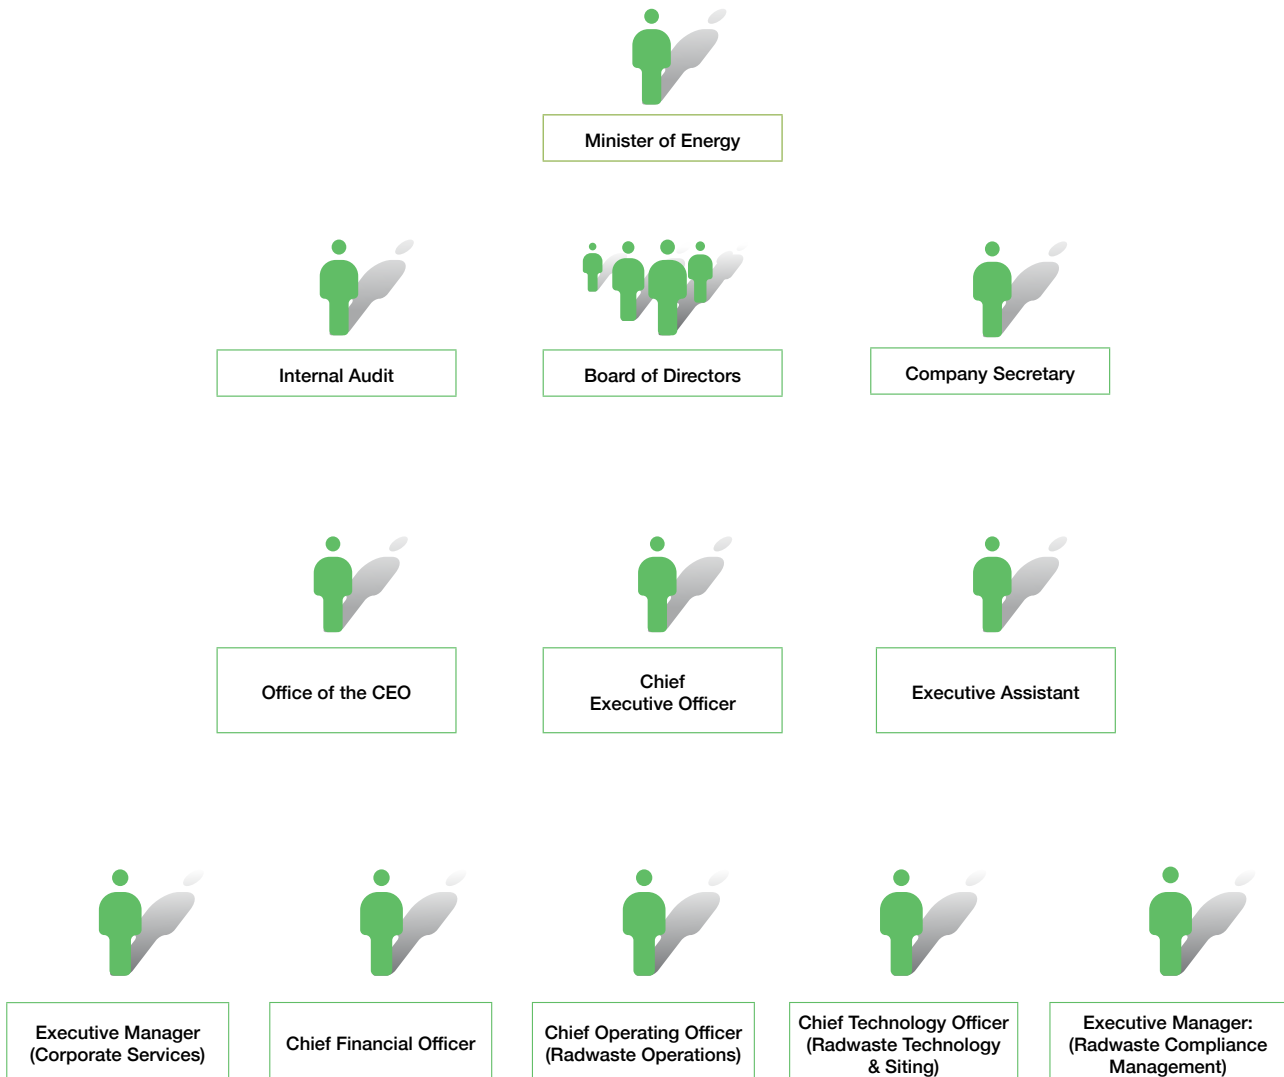 Minister of Energy
Internal Audit
Board of Directors
Company Secretary
Office of the CEO
Chief
Executive Officer
Executive Assistant
Executive Manager
(Corporate Services)
Chief Financial Officer
Chief Operating Officer
(Radwaste Operations)
Chief Technology Officer
(Radwaste Technology
& Siting)
Executive Manager:
(Radwaste Compliance
Management)